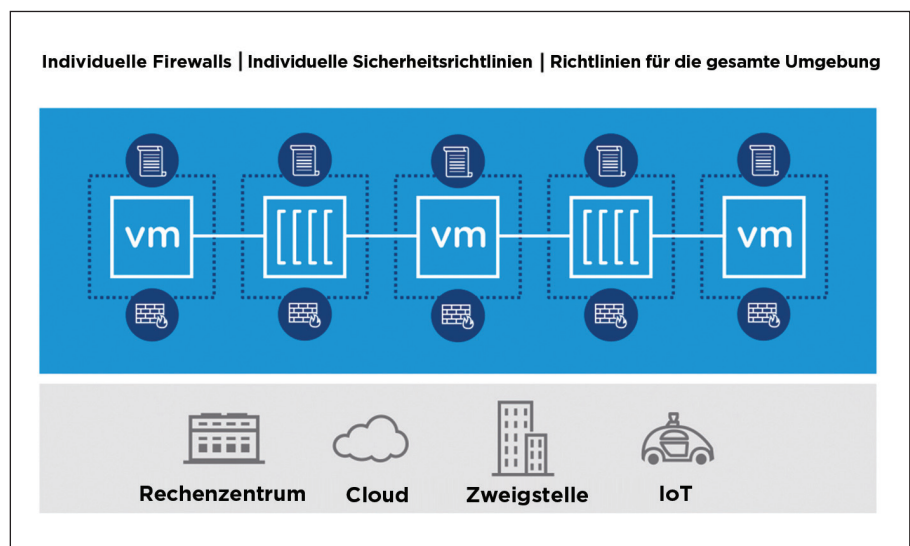 Individuelle Firewalls | Individuelle Sicherheitsrichtlinien | Richtlinien für die gesamte Umgebung
vm vm vm
Rechenzentrum Cloud Zweigstelle IoT